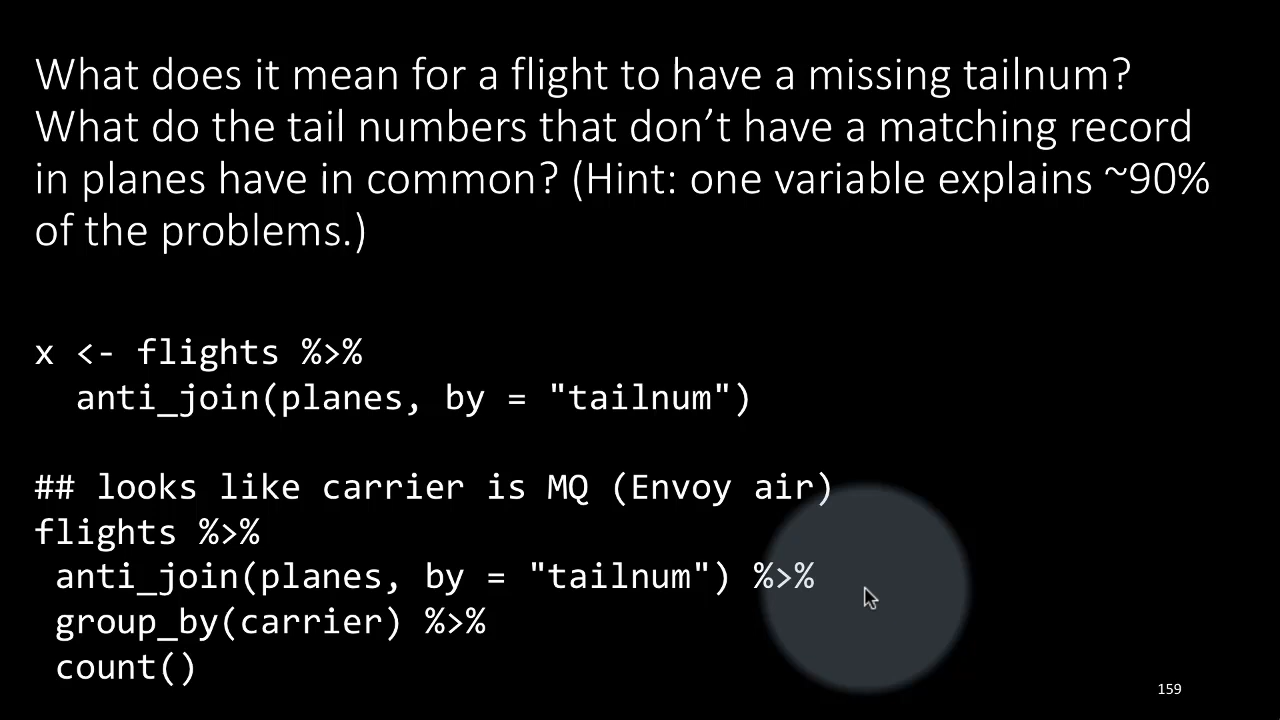 What does it mean for a flight to have a missing tailnum?
What do the tail numbers that don’t have a matching record
in planes have in common? (Hint: one variable explains ~90%
of the problems.)
x <- flights %>%
  anti_join(planes, by = "tailnum")
## looks like carrier is MQ (Envoy air)
flights %>%
 anti_join(planes, by = "tailnum") %>%
 group_by(carrier) %>%
 count()
159